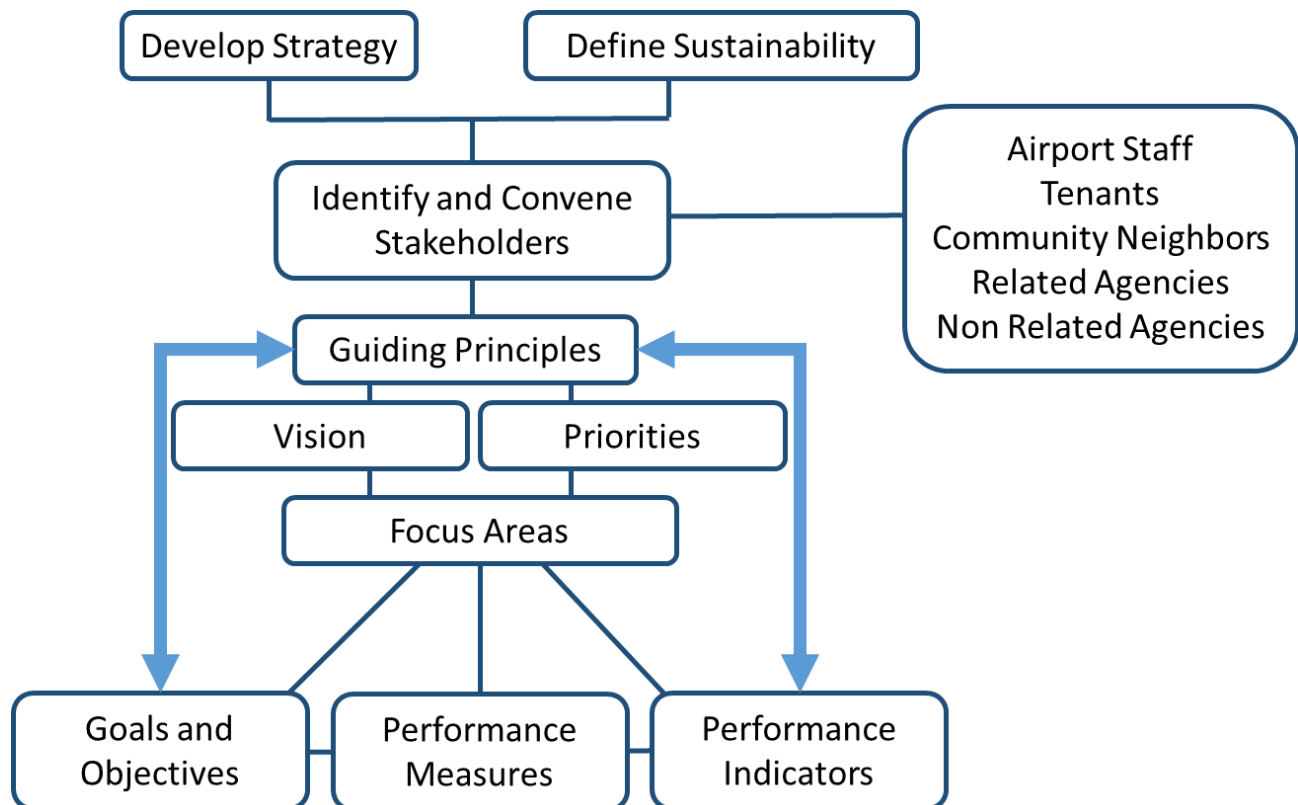 Develop Strategy
Define Sustainability
Identify and Convene
Stakeholders
Airport Staff
Tenants
Community Neighbors
Related Agencies
Non Related Agencies
Guiding Principles
Vision
Priorities
Focus Areas
Goals and
Objectives
Performance
Measures
Performance
Indicators